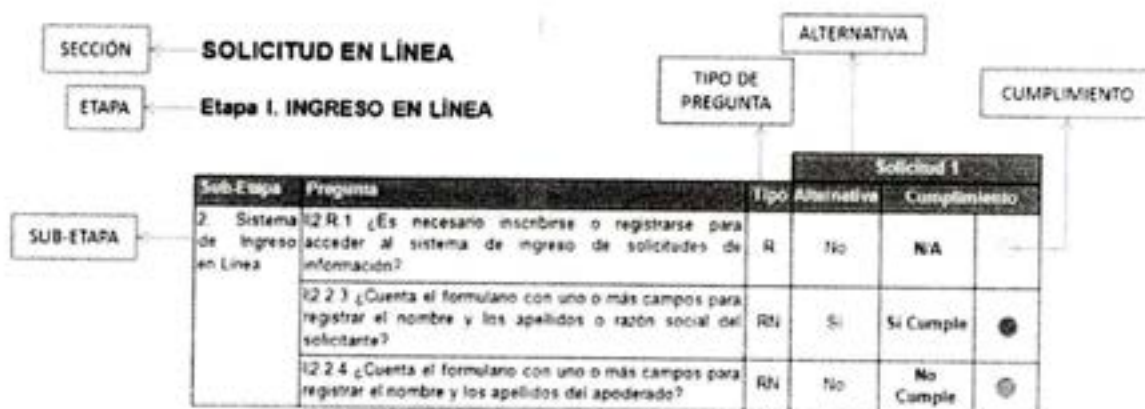 ALTERNATIVA
SECCIÓN
SOLICITUD EN LÍNEA
TIPO DE
PREGUNTA
CUMPLIMIENTO
ETAPA
Etapa I. INGRESO EN LÍNEA
Solicitud 1
Sub-Etapa Pregunta Tipo Alternativa Cumplimiento
SUB-ETAPA
2. Sistema
de Ingreso
en Línea
I2.R.1 ¿Es necesario inscribirse o registrarse para
acceder al sistema de ingreso de solicitudes de
información?
R
No
N/A
I2.2.3 ¿Cuenta el formulario con uno o más campos para
registrar el nombre y los apellidos o razón social del
solicitante?
RN
Si
Si Cumple
I2.2.4 ¿Cuenta el formulario con uno o más campos para
registrar el nombre y los apellidos del apoderado?
RN
No
No
Cumple